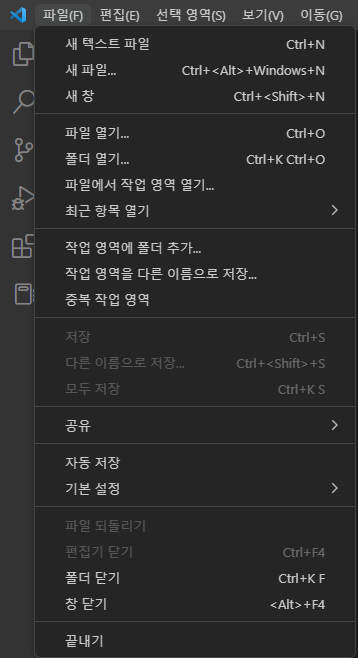 파일(F) 편집(E) 선택 영역(S) 보기(V) 이동(G)
새 텍스트 파일 Ctrl+N
새 파일... Ctrl+<Alt>+Windows+N
새 창 Ctrl+<Shift>+N
파일 열기... Ctrl+O
폴더 열기... Ctrl+K Ctrl+O
파일에서 작업 영역 열기...
최근 항목 열기
작업 영역에 폴더 추가...
작업 영역을 다른 이름으로 저장...
중복 작업 영역
저장 Ctrl+S
다른 이름으로 저장... Ctrl+<Shift>+S
모두 저장 Ctrl+K S
공유
자동 저장
기본 설정
파일 되돌리기
편집기 닫기 Ctrl+F4
폴더 닫기 Ctrl+K F
창 닫기 <Alt>+F4
끝내기